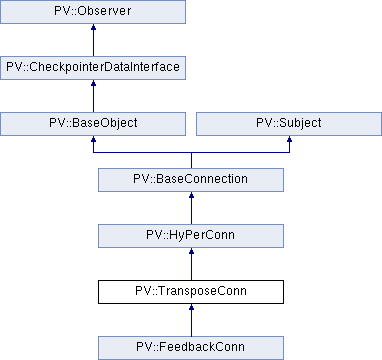 PV::Observer
PV::CheckpointerDataInterface
PV::BaseObject
PV::Subject
PV::BaseConnection
PV::HyPerConn
PV::TransposeConn
PV::FeedbackConn